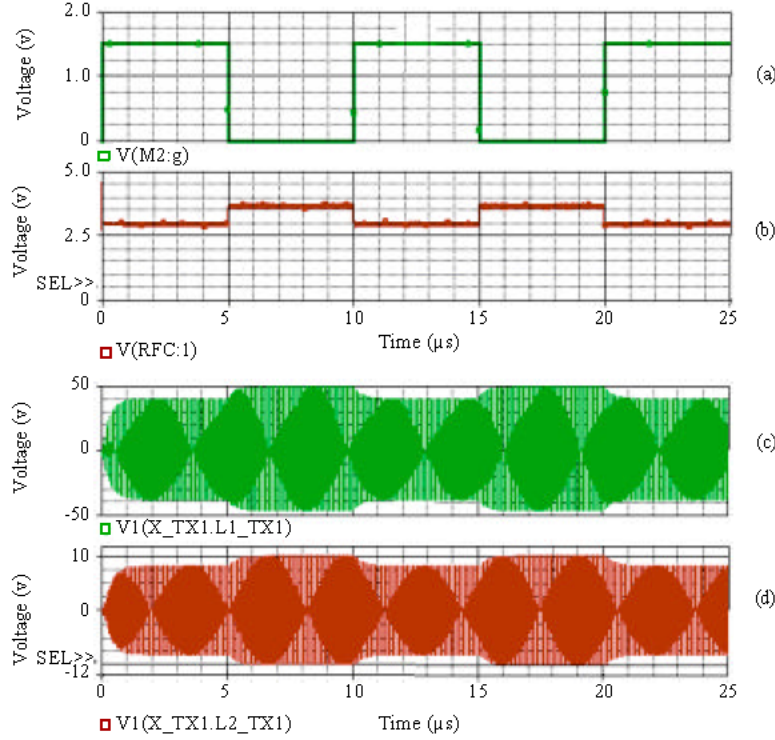 2.0
1.0
0
Voltage (v)
(a)
V(M2:g)
5.0
2.5
SEL>>
0
Voltage (v)
(b)
0 5 10 15 20 25
Time (µs)
V(RFC:1)
50
0
-50
Voltage (v)
(c)
V1(X_TX1.L1_TX1)
10
0
SEL>>
-12
Voltage (v)
(d)
0 5 10 15 20 25
V1(X_TX1.L2_TX1) Time (µs)